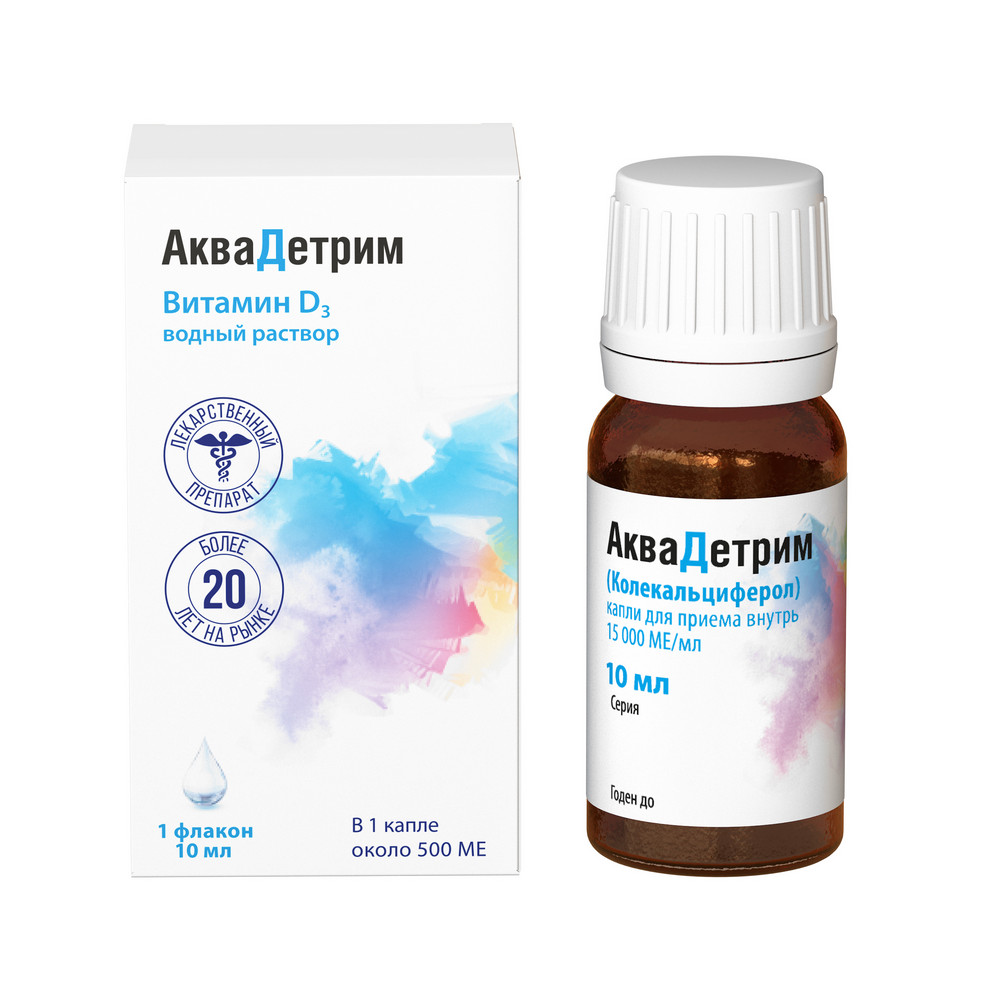 АкваДетрим
Витамин D₃
водный раствор
ЛЕКАРСТВЕННЫЙ
ПРЕПАРАТ
БОЛЕЕ
20
ЛЕТ НА РЫНКЕ
1 флакон
10 мл
В 1 капле
около 500 МЕ
АкваДетрим
(Колекальциферол)
капли для приема внутрь
15 000 МЕ/мл
10 мл
Серия
Годен до